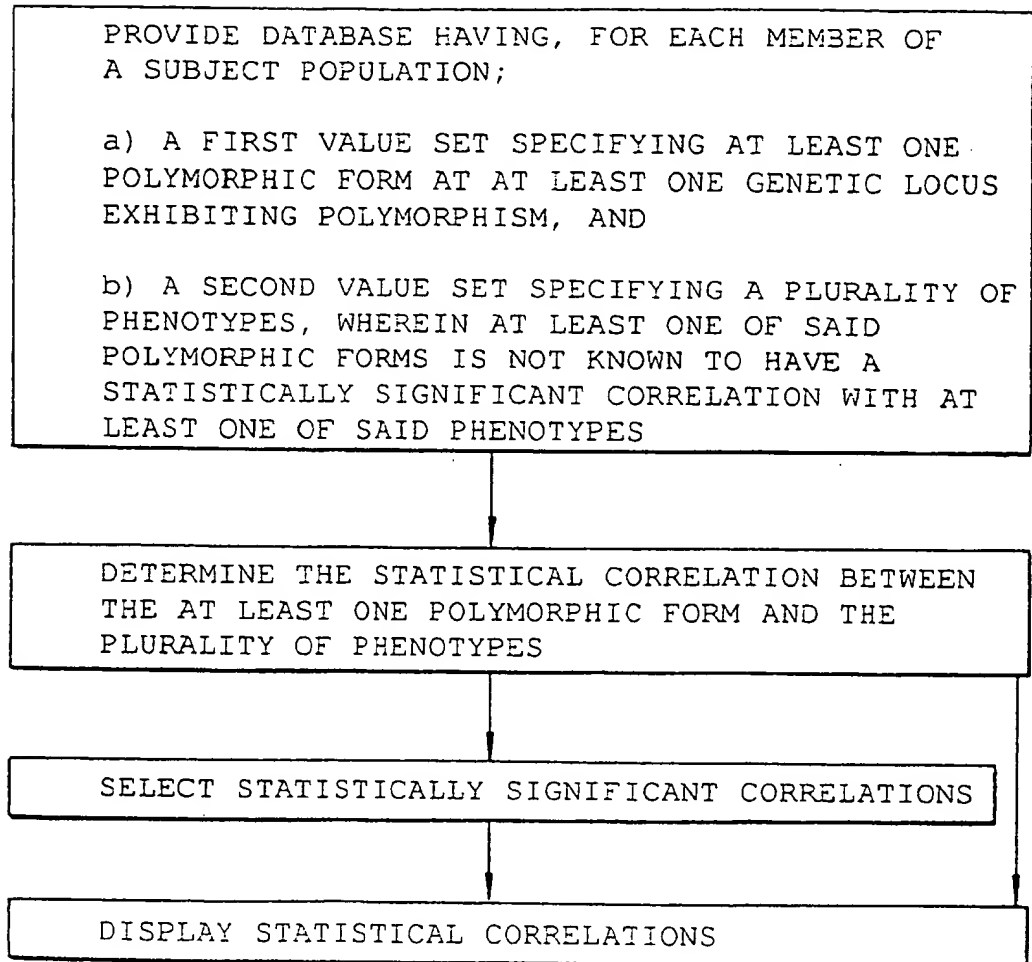 PROVIDE DATABASE HAVING, FOR EACH MEMBER OF
A SUBJECT POPULATION;
a) A FIRST VALUE SET SPECIFYING AT LEAST ONE
POLYMORPHIC FORM AT AT LEAST ONE GENETIC LOCUS
EXHIBITING POLYMORPHISM, AND
b) A SECOND VALUE SET SPECIFYING A PLURALITY OF
PHENOTYPES, WHEREIN AT LEAST ONE OF SAID
POLYMORPHIC FORMS IS NOT KNOWN TO HAVE A
STATISTICALLY SIGNIFICANT CORRELATION WITH AT
LEAST ONE OF SAID PHENOTYPES
DETERMINE THE STATISTICAL CORRELATION BETWEEN
THE AT LEAST ONE POLYMORPHIC FORM AND THE
PLURALITY OF PHENOTYPES
SELECT STATISTICALLY SIGNIFICANT CORRELATIONS
DISPLAY STATISTICAL CORRELATIONS